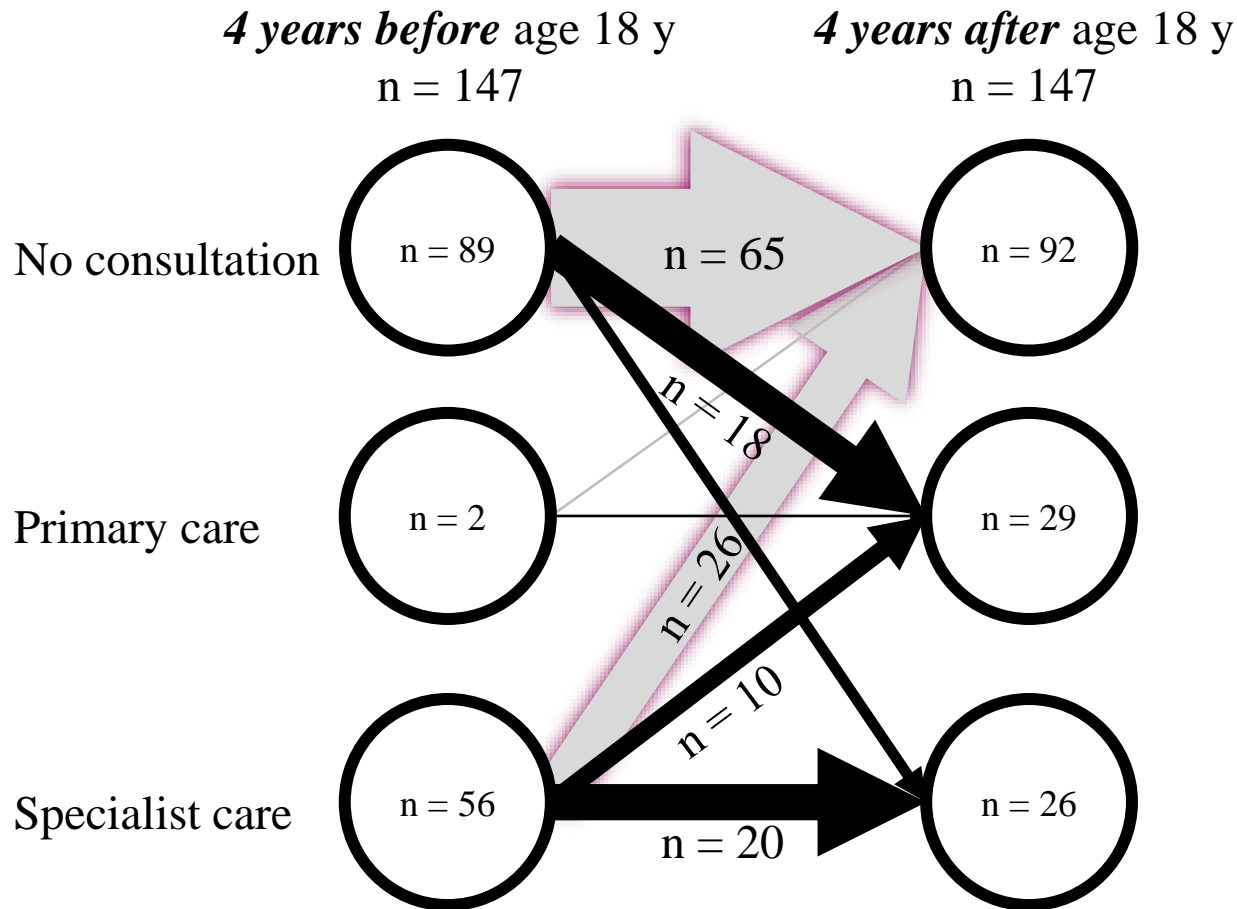 4 years before age 18 y
4 years after age 18 y
n = 147
n = 147
No consultation
n = 89
n = 65
n = 92
n = 18
Primary care
n = 2
n = 29
n = 26
n = 10
Specialist care
n = 56
n = 26
n = 20